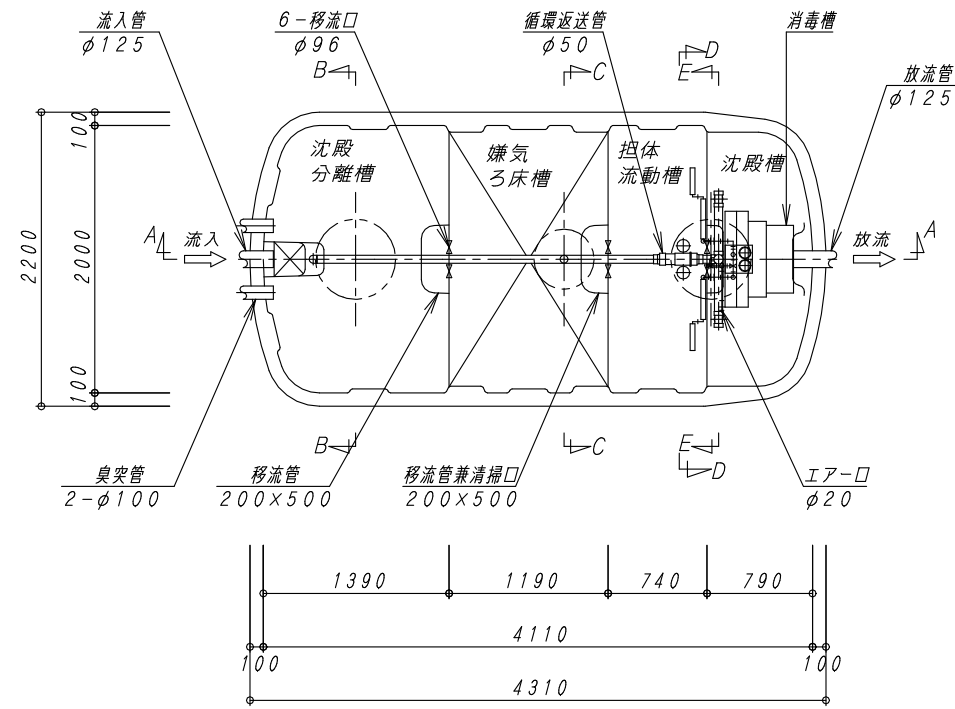 流入管
φ125
6-移流口
φ96
循環返送管
φ50
消毒槽
放流管
φ125
B
C
D
E
100
2000
2200
100
沈殿
分離槽
嫌気
ろ床槽
担体
流動槽
沈殿槽
A
流入
放流
A
B
C
E
D
臭突管
2-φ100
移流管
200×500
移流管兼清掃口
200×500
エアー口
φ20
1390
1190
740
790
4110
100
100
4310